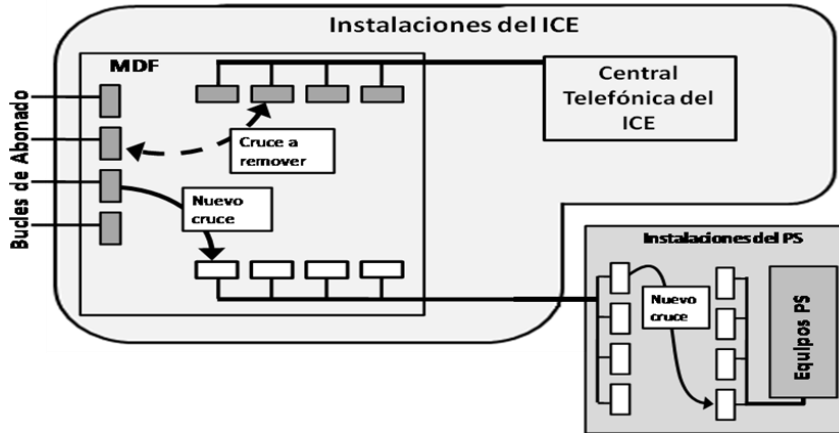 Instalaciones del ICE
MDF
Central
Telefónica del
ICE
Bucles de Abonado
Cruce a
remover
Nuevo
cruce
Instalaciones del PS
Nuevo
cruce
Equipos PS